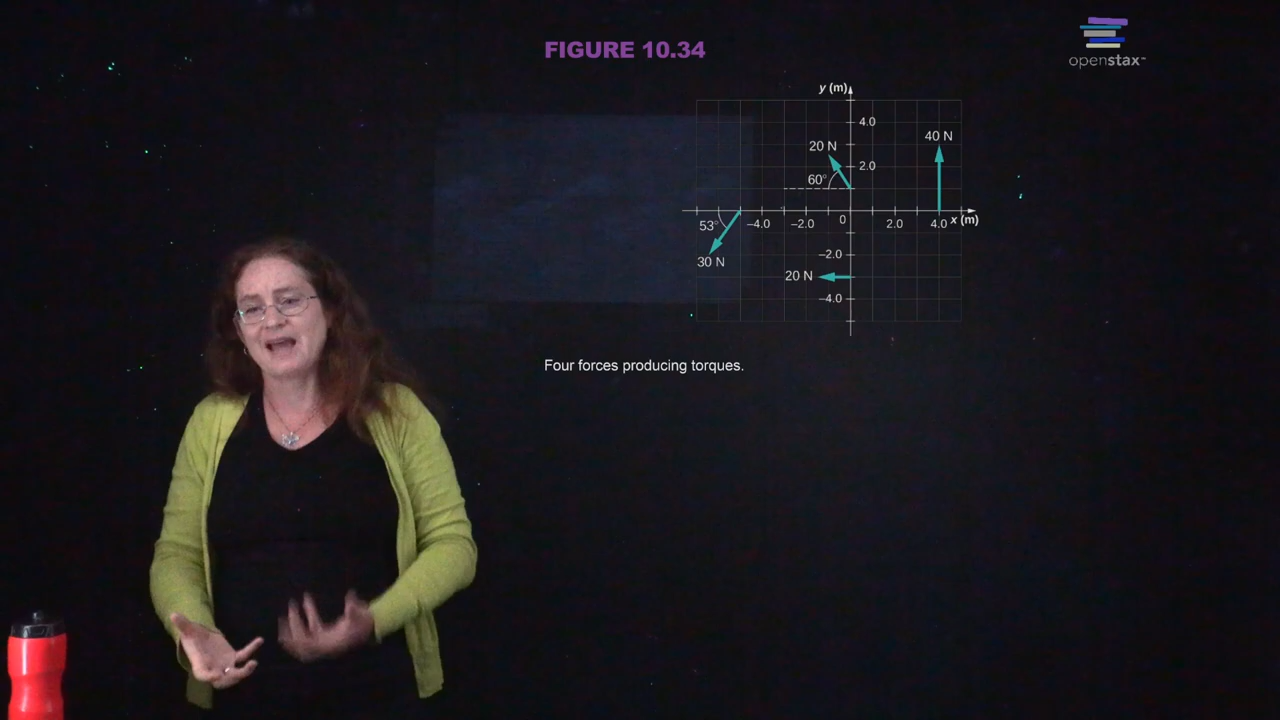 FIGURE 10.34
openstax™
y (m)
4.0
40 N
20 N
2.0
60°
53°
−4.0
−2.0
0
2.0
4.0
x (m)
−2.0
30 N
20 N
−4.0
Four forces producing torques.